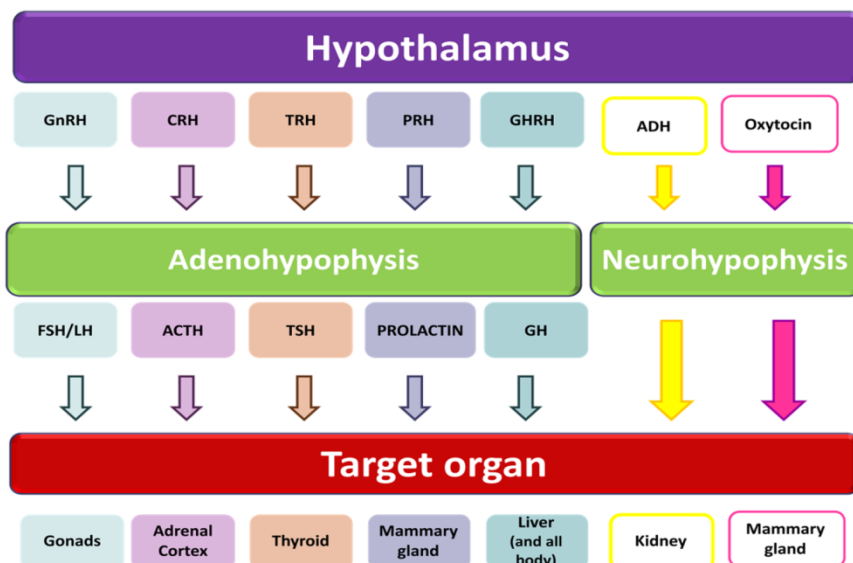 Hypothalamus
GnRH
CRH
TRH
PRH
GHRH
ADH
Oxytocin
Adenohypophysis
Neurohypophysis
FSH/LH
ACTH
TSH
PROLACTIN
GH
Target organ
Gonads
Adrenal
Cortex
Thyroid
Mammary
gland
Liver
(and all
body)
Kidney
Mammary
gland